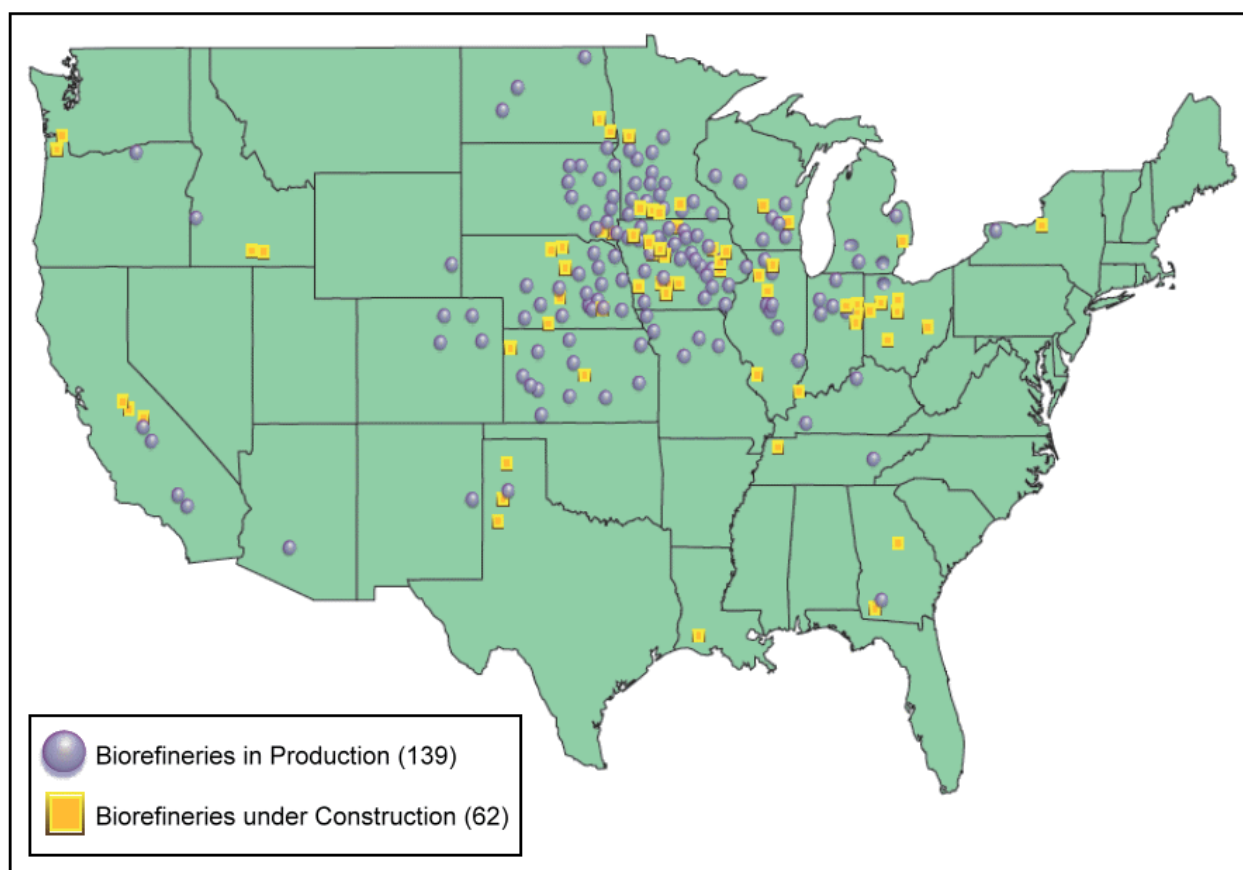 Biorefineries in Production (139)
Biorefineries under Construction (62)